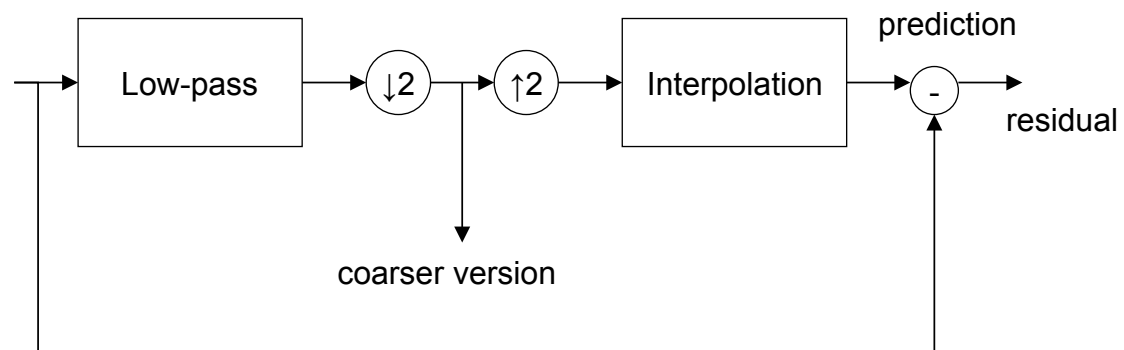 prediction
Low-pass
↓2
↑2
Interpolation
-
residual
coarser version